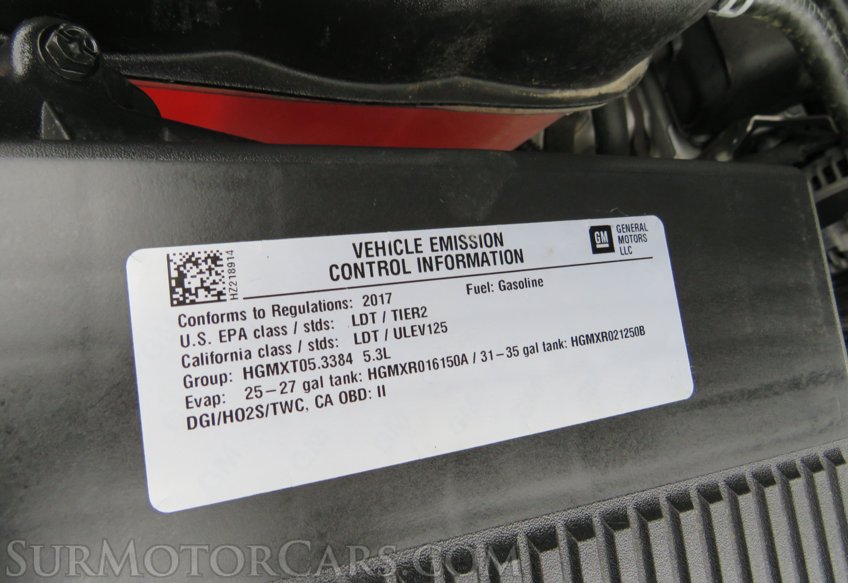 VEHICLE EMISSION
CONTROL INFORMATION
GM
GENERAL
MOTORS
LLC
HZ218914
Conforms to Regulations: 2017 Fuel: Gasoline
U.S. EPA class / stds: LDT / TIER2
California class / stds: LDT / ULEV125
Group: HGMXT05.3384 5.3L
Evap: 25-27 gal tank: HGMXR016150A / 31-35 gal tank: HGMXR021250B
DGI/HO2S/TWC, CA OBD: II
SURMOTORCARS.COM